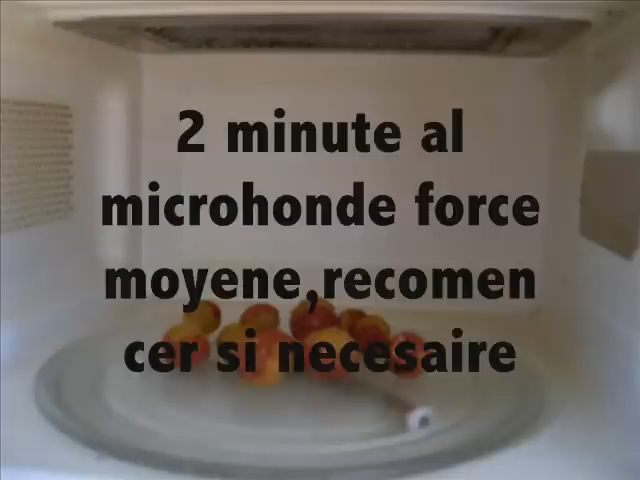 2 minute al
microhonde force
moyene,recomen
cer si necesaire